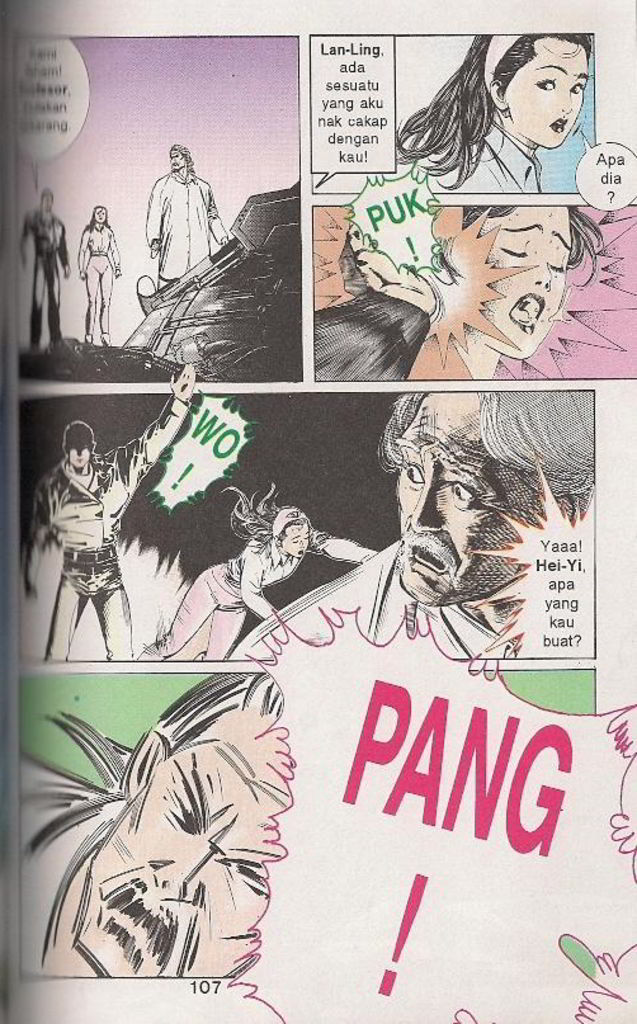 Lan-Ling,
ada
sesuatu
yang aku
nak cakap
dengan
kau!
Apa
dia
?
PUK
!
WO
!
Yaaa!
Hei-Yi,
apa
yang
kau
buat?
PANG
!
107